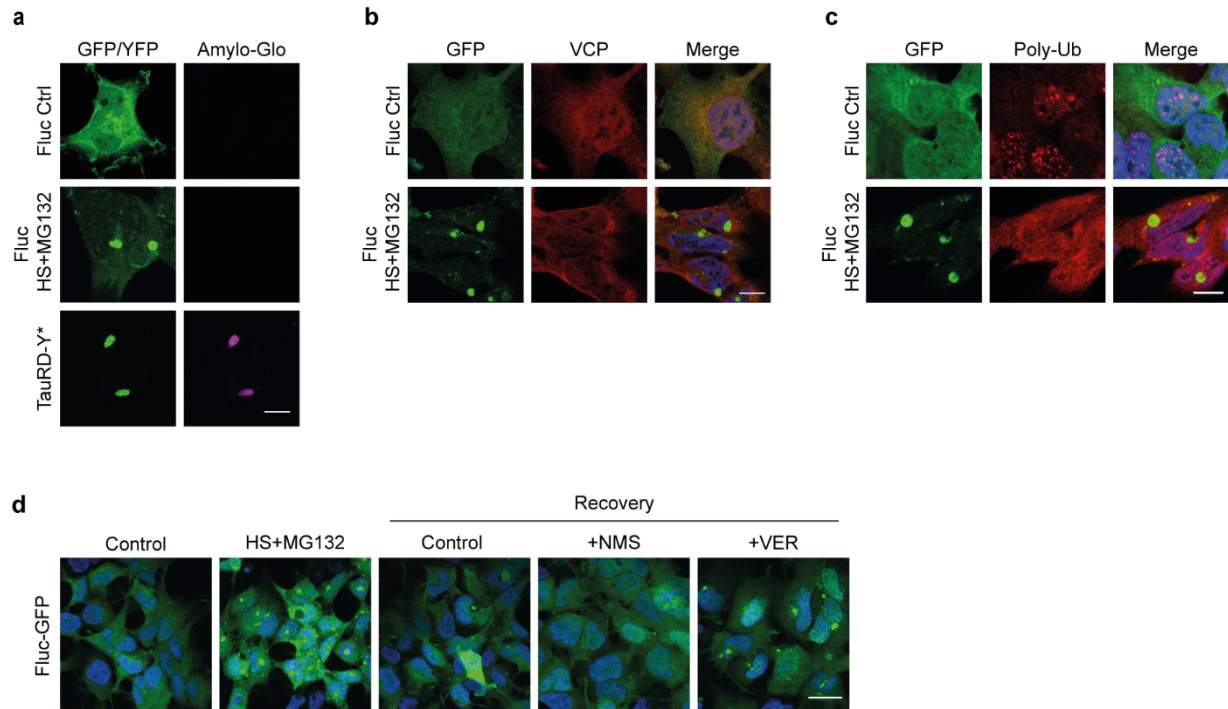 a
GFP/YFP
Amylo-Glo
Fluc Ctrl
Fluc
HS+MG132
TauRD-Y*
b
GFP
VCP
Merge
Fluc Ctrl
Fluc
HS+MG132
c
GFP
Poly-Ub
Merge
Fluc Ctrl
Fluc
HS+MG132
d
Recovery
Control
HS+MG132
Control
+NMS
+VER
Fluc-GFP